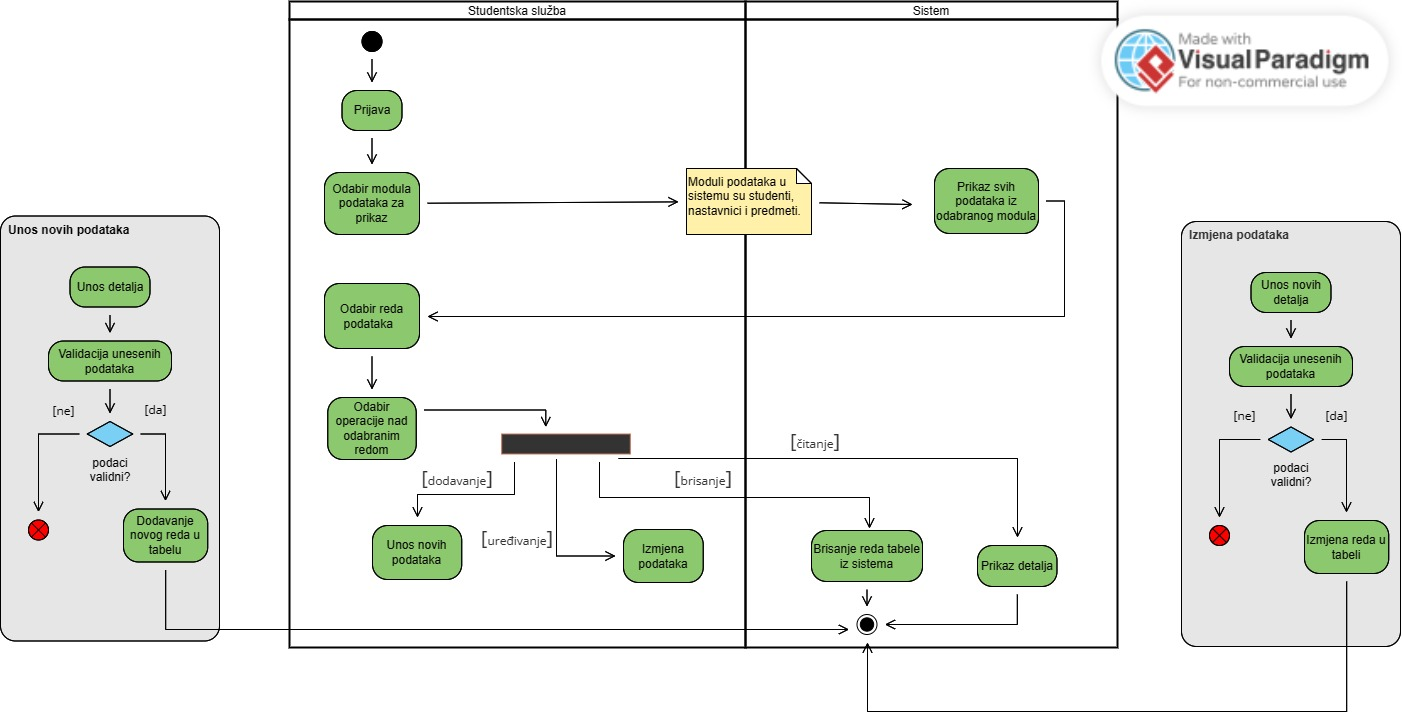 Studentska služba
Sistem
Made with
Visual Paradigm
For non-commercial use
Prijava
Odabir modula
podataka za
prikaz
Moduli podataka u
sistemu su studenti,
nastavnici i predmeti.
Prikaz svih
podataka iz
odabranog modula
Unos novih podataka
Unos detalja
Validacija unesenih
podataka
[ne]
[da]
podaci
validni?
Dodavanje
novog reda u
tabelu
Odabir reda
podataka
Odabir
operacije nad
odabranim
redom
[dodavanje]
[uređivanje]
[brisanje]
[čitanje]
Unos novih
podataka
Izmjena
podataka
Brisanje reda tabele
iz sistema
Prikaz detalja
Izmjena podataka
Unos novih
detalja
Validacija unesenih
podataka
[ne]
[da]
podaci
validni?
Izmjena reda u
tabeli